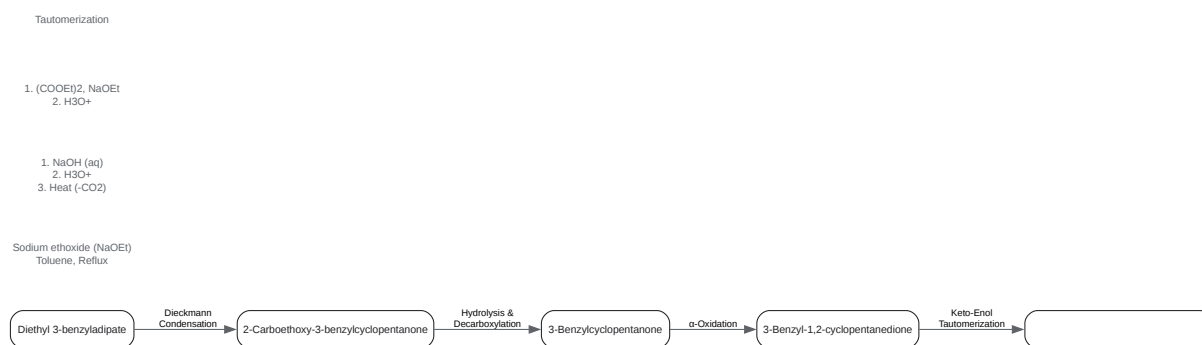 Tautomerization
1. (COOEt)2, NaOEt
2. H3O+
1. NaOH (aq)
2. H3O+
3. Heat (-CO2)
Sodium ethoxide (NaOEt)
Toluene, Reflux
Diethyl 3-benzyladipate
Dieckmann
Condensation
2-Carboethoxy-3-benzylcyclopentanone
Hydrolysis &
Decarboxylation
3-Benzylcyclopentanone
α-Oxidation
3-Benzyl-1,2-cyclopentanedione
Keto-Enol
Tautomerization